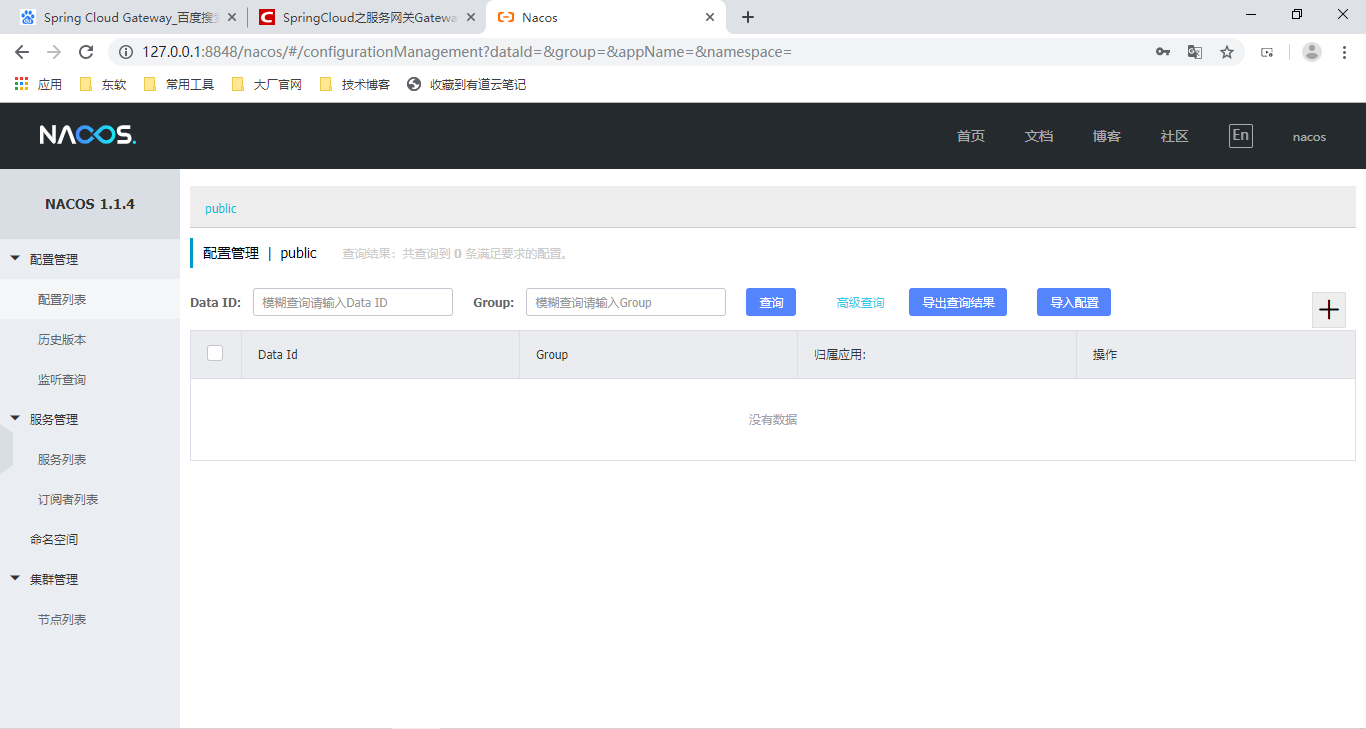 Spring Cloud Gateway_百度搜
SpringCloud之服务网关Gatewa
Nacos
127.0.0.1:8848/nacos/#/configurationManagement?dataId=&group=&appName=&namespace=
应用 东软 常用工具 大厂官网 技术博客 收藏到有道云笔记
NACOS. 首页 文档 博客 社区 En nacos
NACOS 1.1.4
配置管理
配置列表
历史版本
监听查询
服务管理
服务列表
订阅者列表
命名空间
集群管理
节点列表
public
配置管理 | public 查询结果：共查询到 0 条满足要求的配置。
Data ID: 模糊查询请输入Data ID Group: 模糊查询请输入Group 查询 高级查询 导出查询结果 导入配置
Data Id Group 归属应用: 操作
没有数据